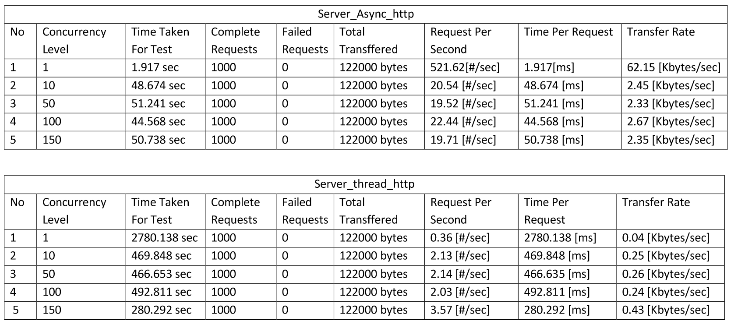 Server_Async_http
No Concurrency Level Time Taken For Test Complete Requests Failed Requests Total Transffered Request Per Second Time Per Request Transfer Rate
1 1 1.917 sec 1000 0 122000 bytes 521.62[#/sec] 1.917[ms] 62.15 [Kbytes/sec]
2 10 48.674 sec 1000 0 122000 bytes 20.54 [#/sec] 48.674 [ms] 2.45 [Kbytes/sec]
3 50 51.241 sec 1000 0 122000 bytes 19.52 [#/sec] 51.241 [ms] 2.33 [Kbytes/sec]
4 100 44.568 sec 1000 0 122000 bytes 22.44 [#/sec] 44.568 [ms] 2.67 [Kbytes/sec]
5 150 50.738 sec 1000 0 122000 bytes 19.71 [#/sec] 50.738 [ms] 2.35 [Kbytes/sec]
Server_thread_http
No Concurrency Level Time Taken For Test Complete Requests Failed Requests Total Transffered Request Per Second Time Per Request Transfer Rate
1 1 2780.138 sec 1000 0 122000 bytes 0.36 [#/sec] 2780.138 [ms] 0.04 [Kbytes/sec]
2 10 469.848 sec 1000 0 122000 bytes 2.13 [#/sec] 469.848 [ms] 0.25 [Kbytes/sec]
3 50 466.653 sec 1000 0 122000 bytes 2.14 [#/sec] 466.635 [ms] 0.26 [Kbytes/sec]
4 100 492.811 sec 1000 0 122000 bytes 2.03 [#/sec] 492.811 [ms] 0.24 [Kbytes/sec]
5 150 280.292 sec 1000 0 122000 bytes 3.57 [#/sec] 280.292 [ms] 0.43 [Kbytes/sec]